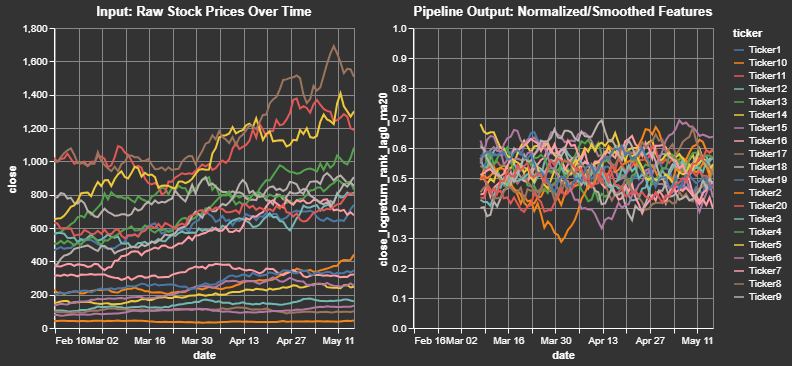 Input: Raw Stock Prices Over Time
1,800
1,600
1,400
1,200
1,000
800
600
400
200
0
close
Feb 16 Mar 02 Mar 16 Mar 30 Apr 13 Apr 27 May 11
date
Pipeline Output: Normalized/Smoothed Features
1.0
0.9
0.8
0.7
0.6
0.5
0.4
0.3
0.2
0.1
0.0
close_logreturn_rank_lag0_ma20
Feb 16 Mar 02 Mar 16 Mar 30 Apr 13 Apr 27 May 11
date
ticker
Ticker1
Ticker10
Ticker11
Ticker12
Ticker13
Ticker14
Ticker15
Ticker16
Ticker17
Ticker18
Ticker19
Ticker2
Ticker20
Ticker3
Ticker4
Ticker5
Ticker6
Ticker7
Ticker8
Ticker9